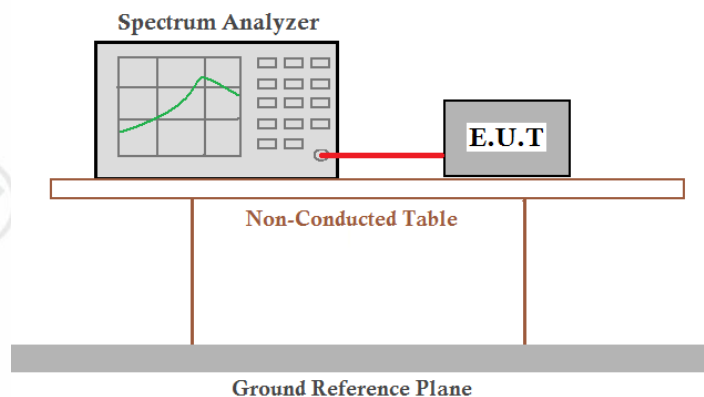 Spectrum Analyzer
E.U.T
Non-Conducted Table
Ground Reference Plane